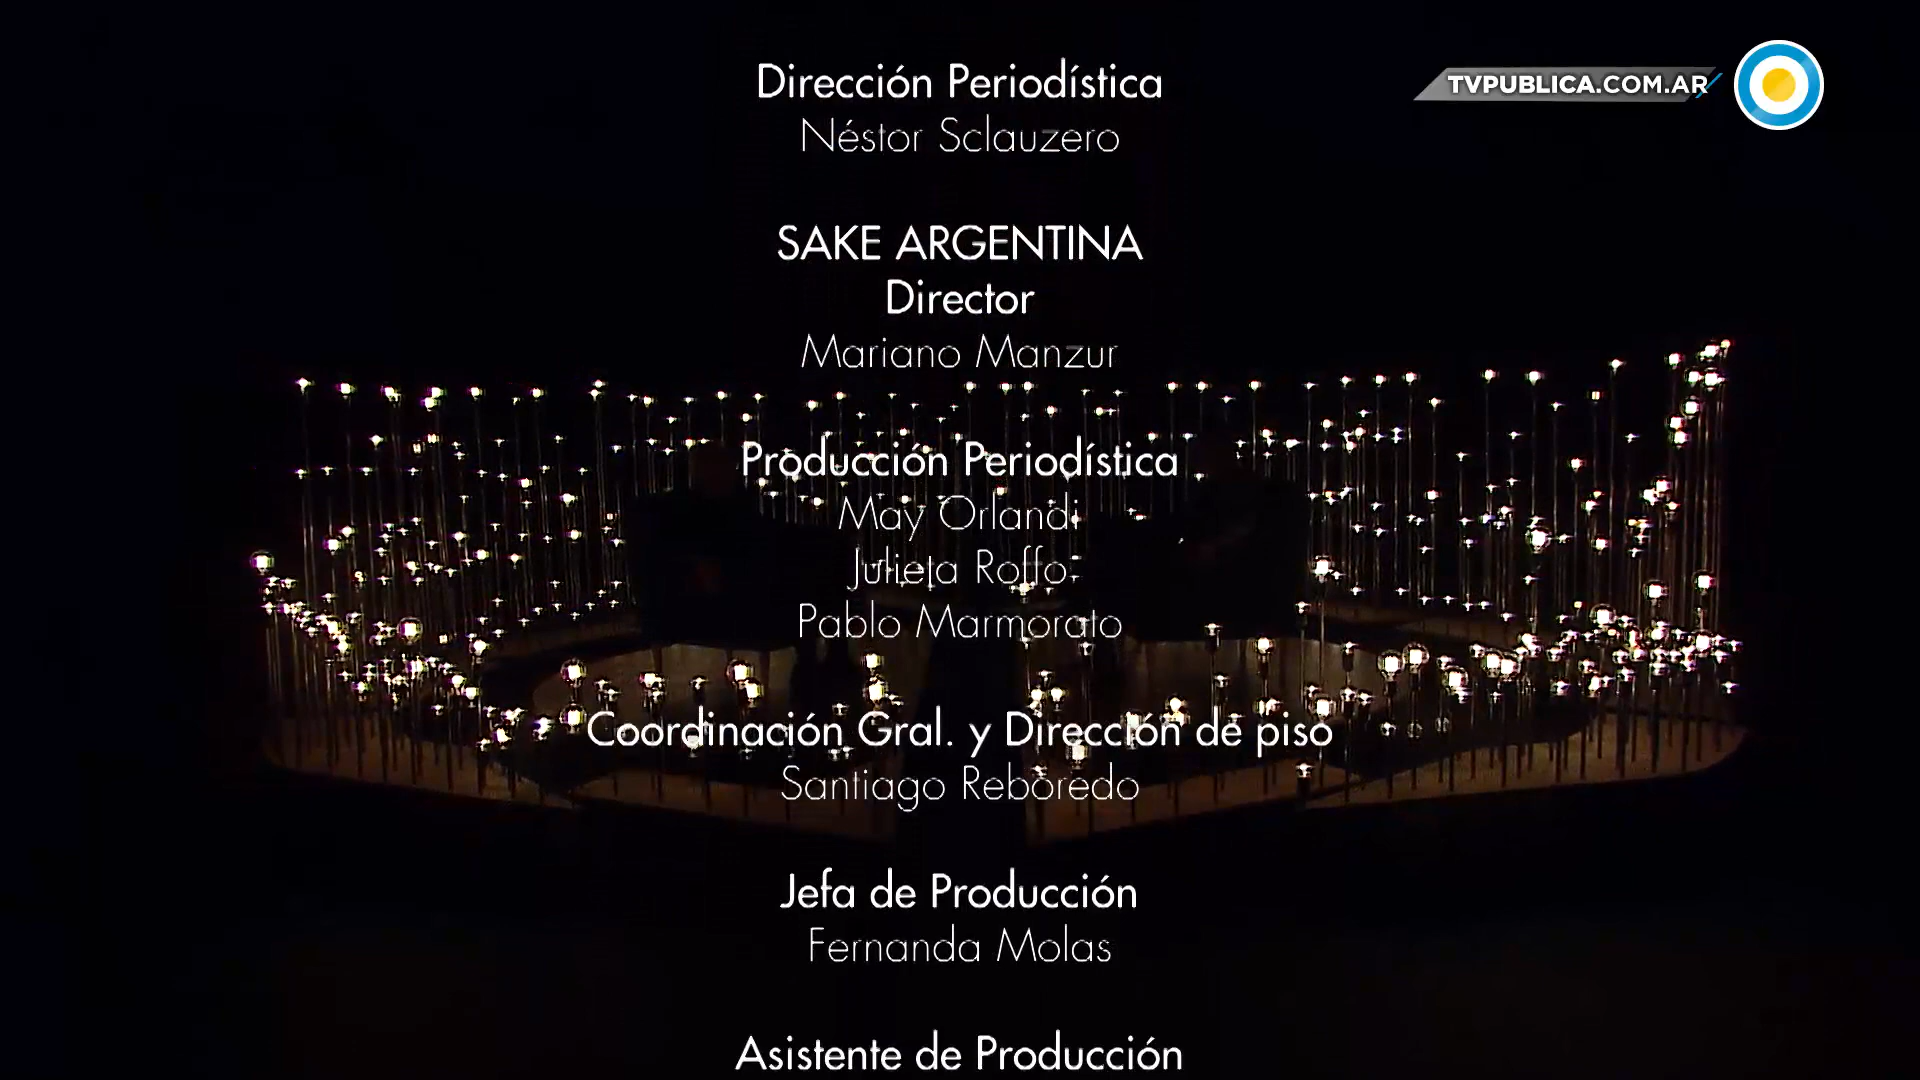 TVPUBLICA.COM.AR
Dirección Periodística
Néstor Sclauzero
SAKE ARGENTINA
Director
Mariano Manzur
Producción Periodística
May Orlandi
Julieta Roffo
Pablo Marmorato
Coordinación Gral. y Dirección de piso
Santiago Reboredo
Jefa de Producción
Fernanda Molas
Asistente de Producción